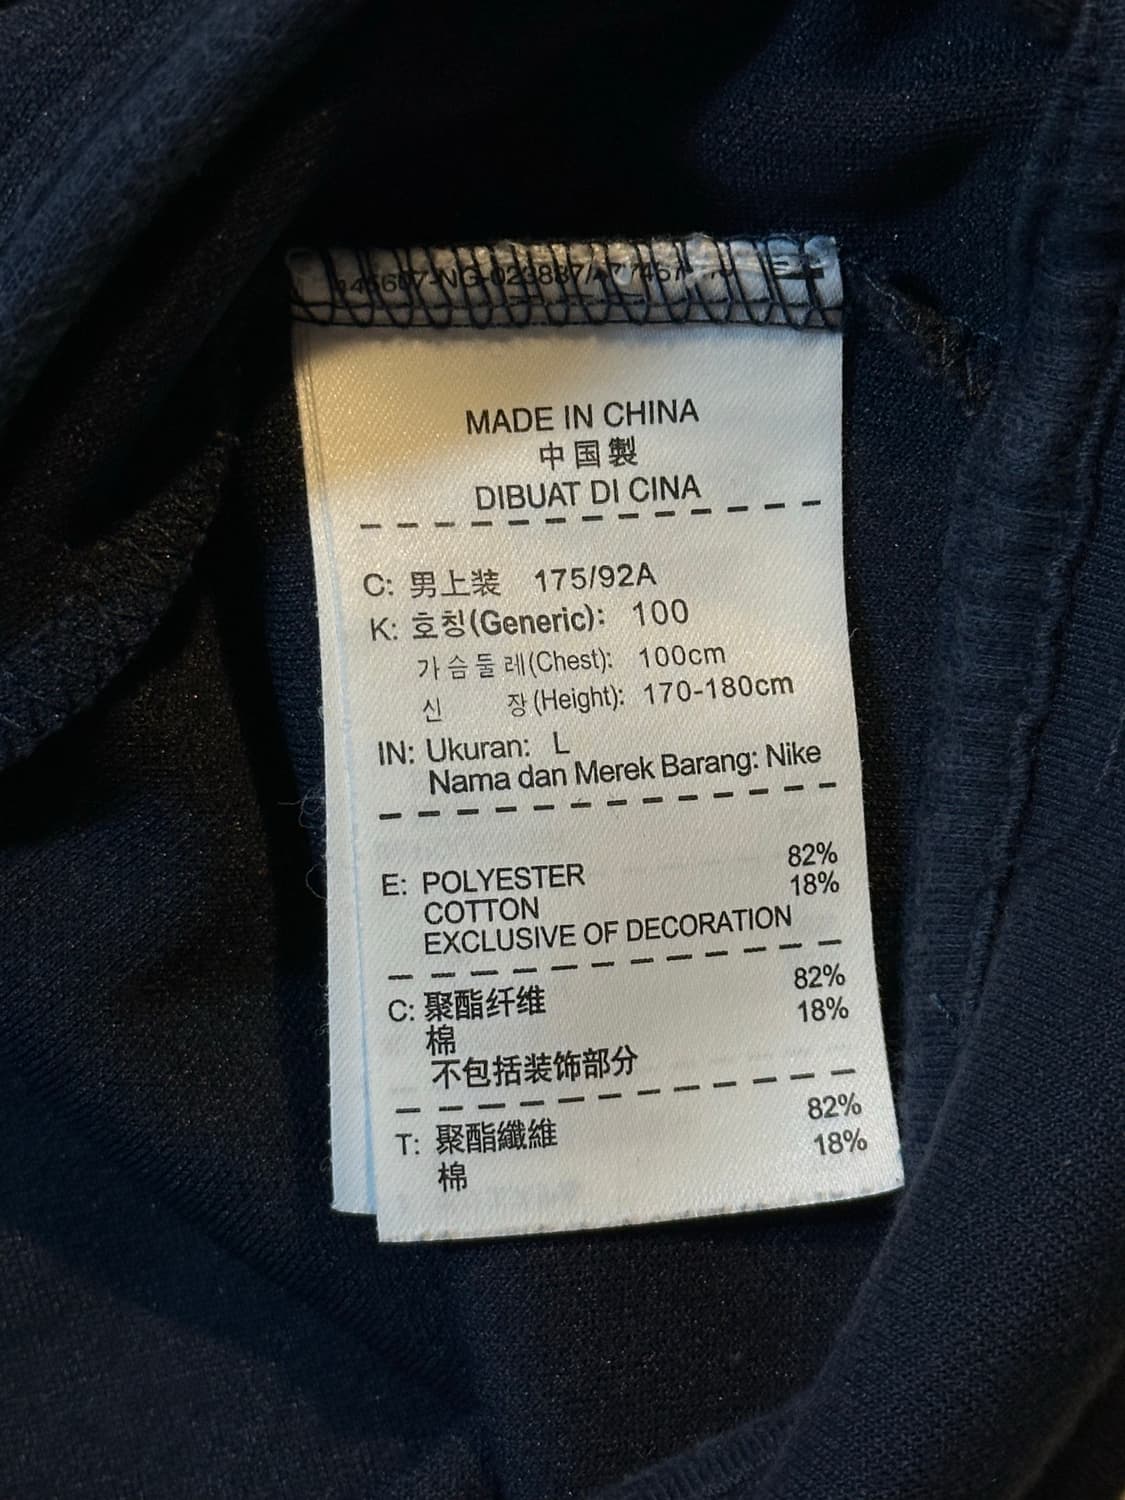 MADE IN CHINA
中国製
DIBUAT DI CINA
C: 男上装 175/92A
K: 호칭(Generic): 100
가슴둘레(Chest): 100cm
신 장(Height): 170-180cm
IN: Ukuran: L
Nama dan Merek Barang: Nike
E: POLYESTER 82%
COTTON 18%
EXCLUSIVE OF DECORATION
C: 聚酯纤维 82%
棉 18%
不包括装饰部分
T: 聚酯纖維 82%
棉 18%